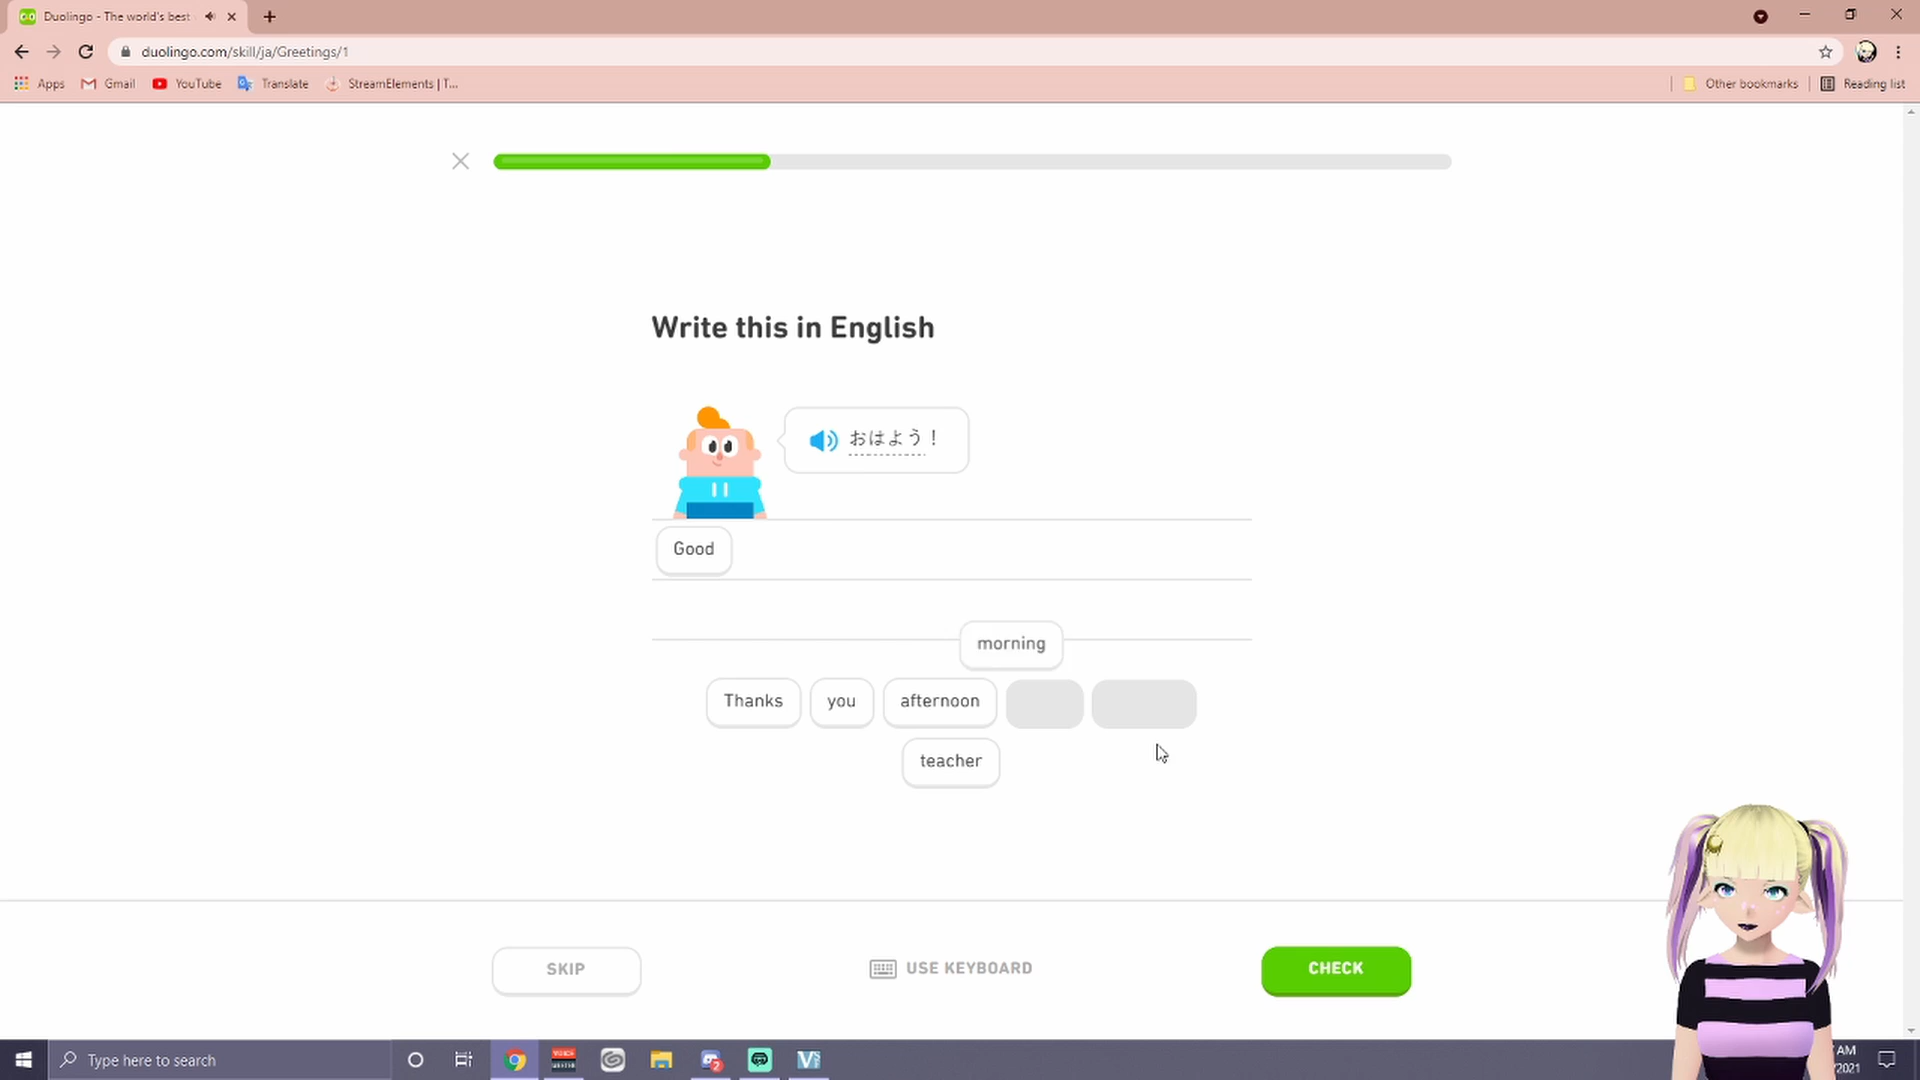 Duolingo - The world's best
duolingo.com/skill/ja/Greetings/1
Apps Gmail YouTube Translate StreamElements | T... Other bookmarks Reading list
Write this in English
おはよう！
Good
morning
Thanks you afternoon
teacher
SKIP USE KEYBOARD CHECK
Type here to search
AM
2021